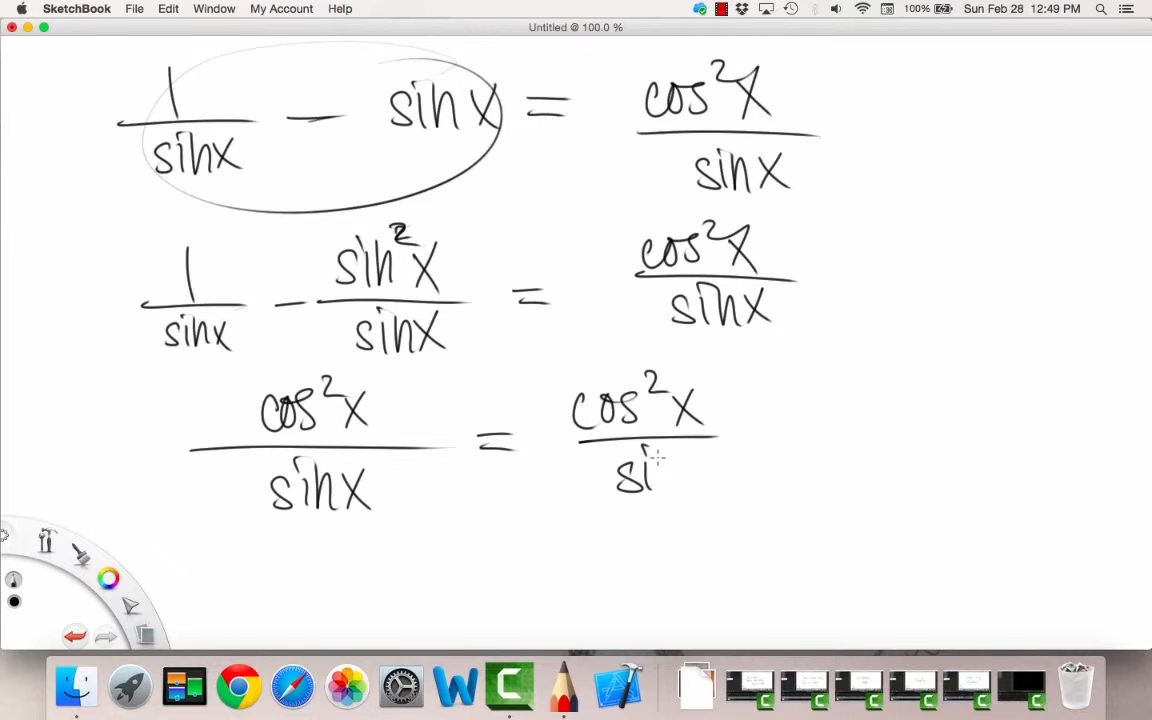 SketchBook File Edit Window My Account Help 100% Sun Feb 28 12:49 PM
Untitled @ 100.0 %
1/sinx − sinx = cos²x/sinx
1/sinx − sin²x/sinx = cos²x/sinx
cos²x/sinx = cos²x/si